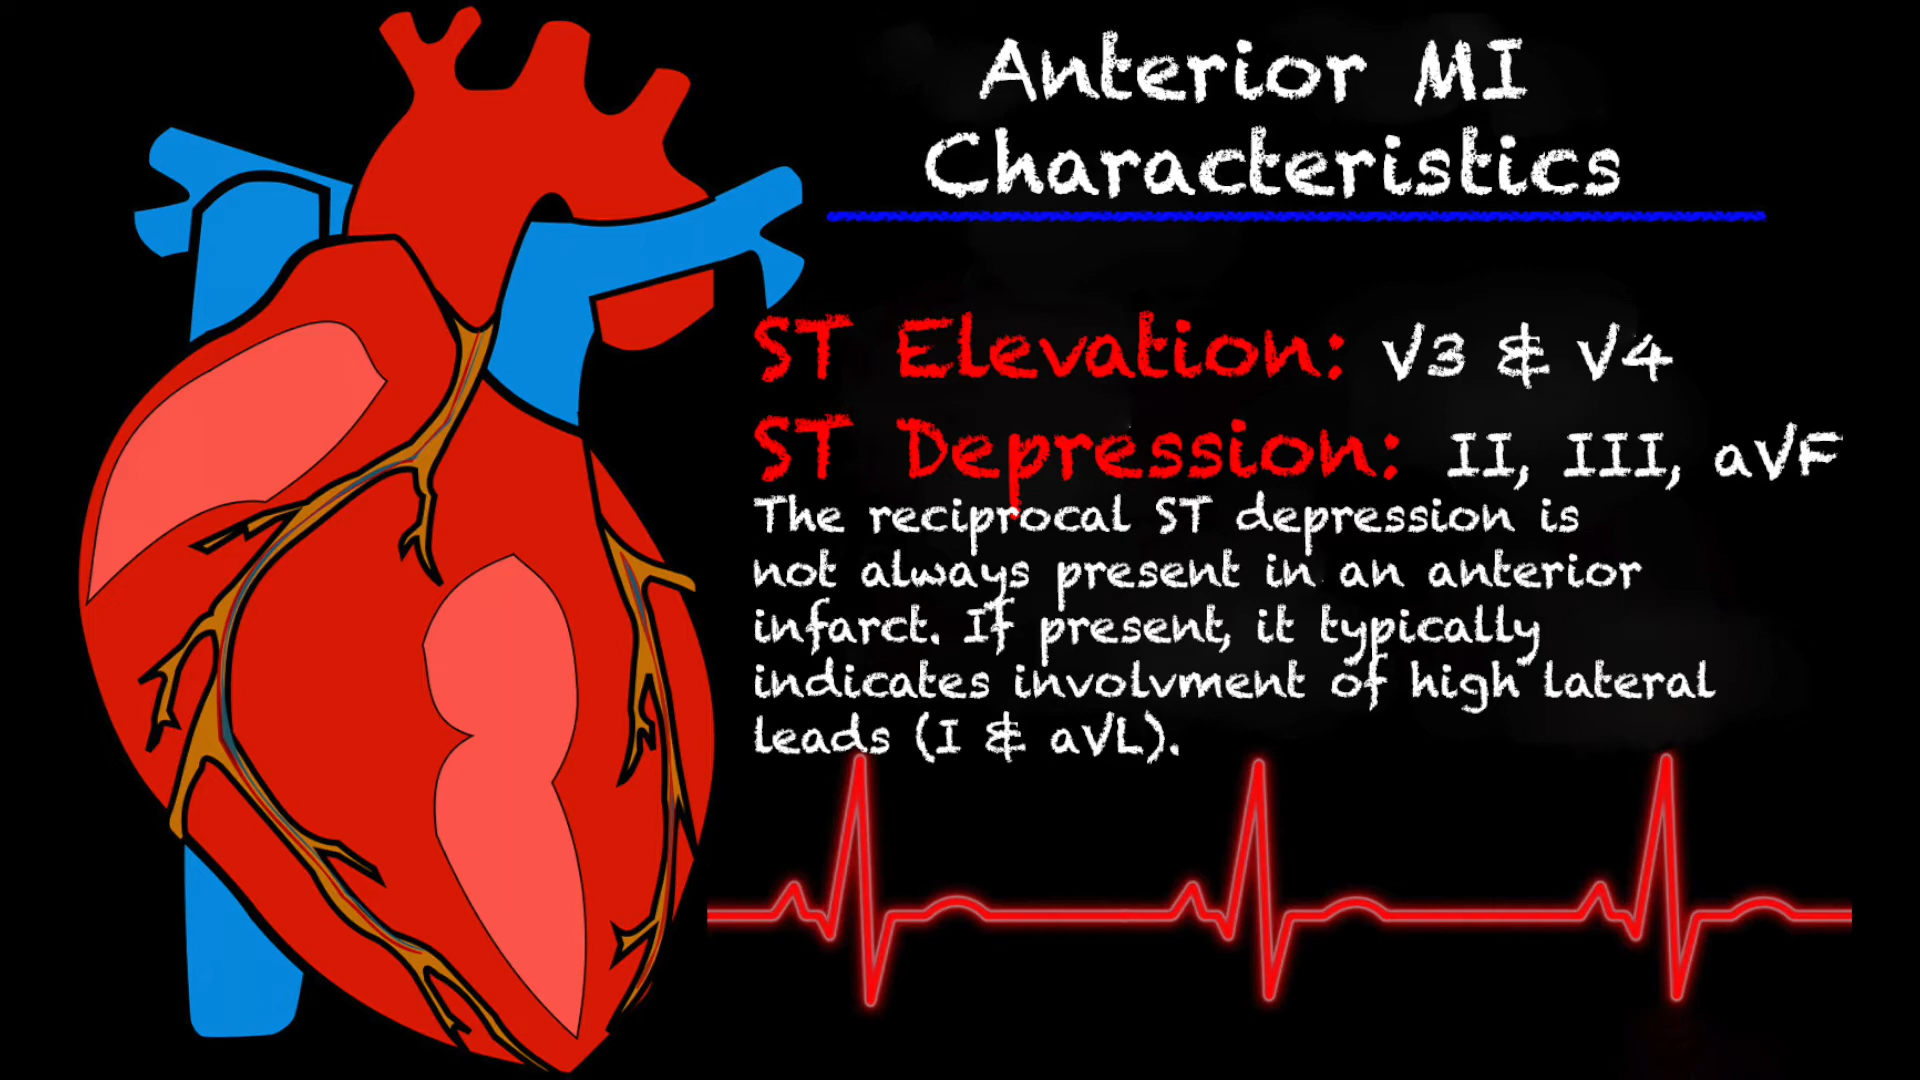 Anterior MI
Characteristics
ST Elevation: V3 & V4
ST Depression: II, III, aVF
The reciprocal ST depression is
not always present in an anterior
infarct. If present, it typically
indicates involvment of high lateral
leads (I & aVL).